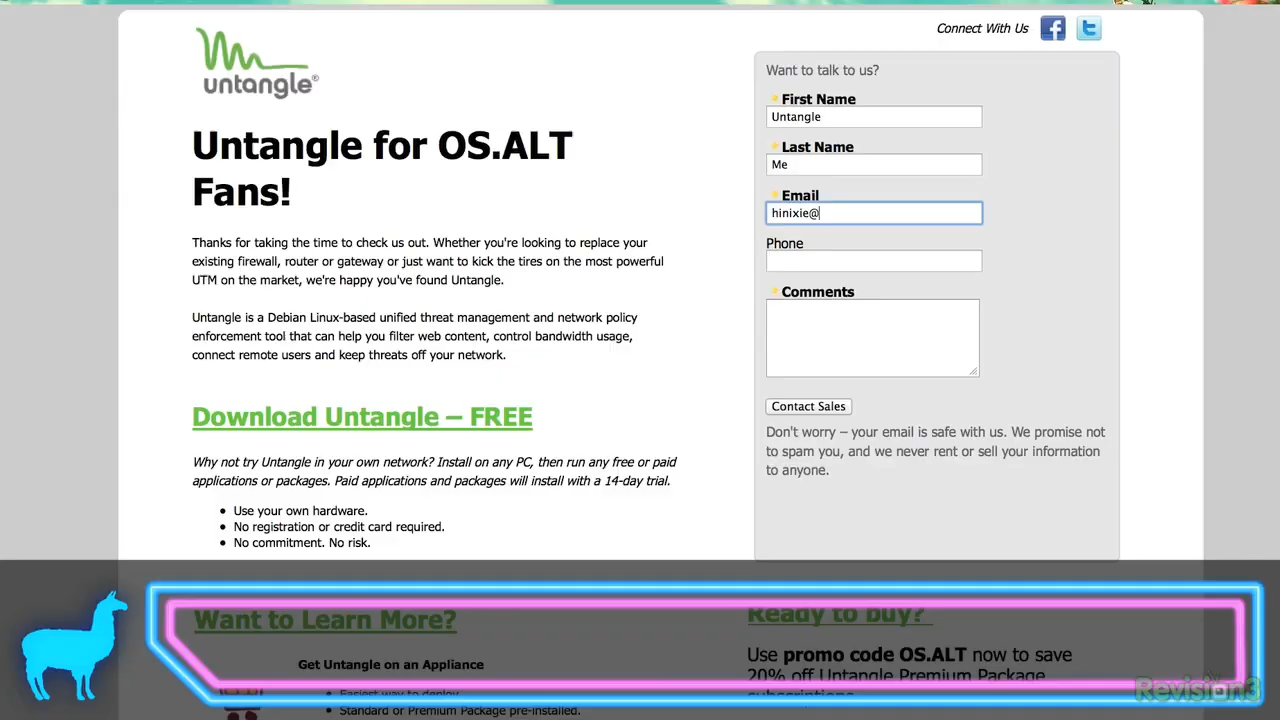 Connect With Us
untangle®
Want to talk to us?
* First Name
Untangle
* Last Name
Me
* Email
hinixie@
Phone
* Comments
Contact Sales
Don't worry – your email is safe with us. We promise not
to spam you, and we never rent or sell your information
to anyone.
Untangle for OS.ALT
Fans!
Thanks for taking the time to check us out. Whether you're looking to replace your
existing firewall, router or gateway or just want to kick the tires on the most powerful
UTM on the market, we're happy you've found Untangle.
Untangle is a Debian Linux-based unified threat management and network policy
enforcement tool that can help you filter web content, control bandwidth usage,
connect remote users and keep threats off your network.
Download Untangle – FREE
Why not try Untangle in your own network? Install on any PC, then run any free or paid
applications or packages. Paid applications and packages will install with a 14-day trial.
• Use your own hardware.
• No registration or credit card required.
• No commitment. No risk.
Want to Learn More?
Get Untangle on an Appliance
• Easiest way to deploy.
• Standard or Premium Package pre-installed.
Ready to buy?
Use promo code OS.ALT now to save
20% off Untangle Premium Package
subscriptions.
Revision3